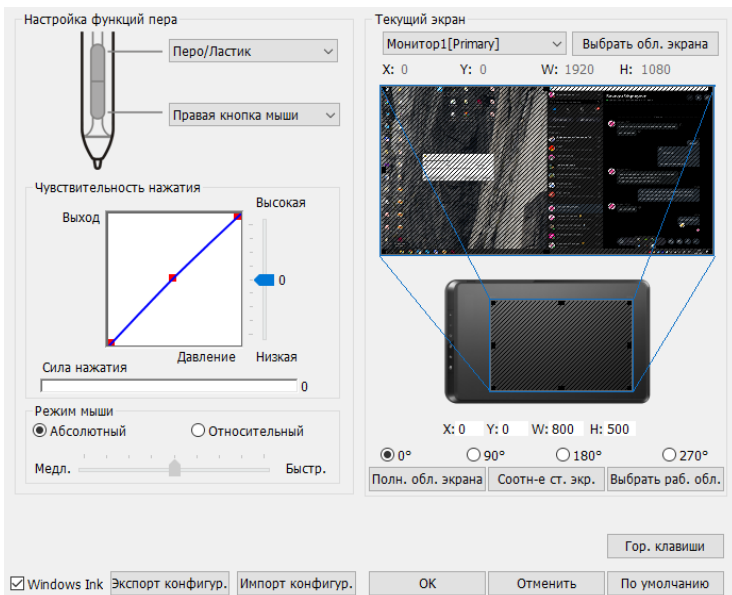 Настройка функций пера
Перо/Ластик
Правая кнопка мыши
Чувствительность нажатия
Высокая
Выход
0
Давление
Низкая
Сила нажатия
0
Режим мыши
Абсолютный
Относительный
Медл.
Быстр.
Текущий экран
Монитор1[Primary]
Выбрать обл. экрана
X: 0 Y: 0 W: 1920 H: 1080
X: 0 Y: 0 W: 800 H: 500
0° 90° 180° 270°
Полн. обл. экрана
Соотн-е ст. экр.
Выбрать раб. обл.
Гор. клавиши
Windows Ink
Экспорт конфигур.
Импорт конфигур.
OK
Отменить
По умолчанию